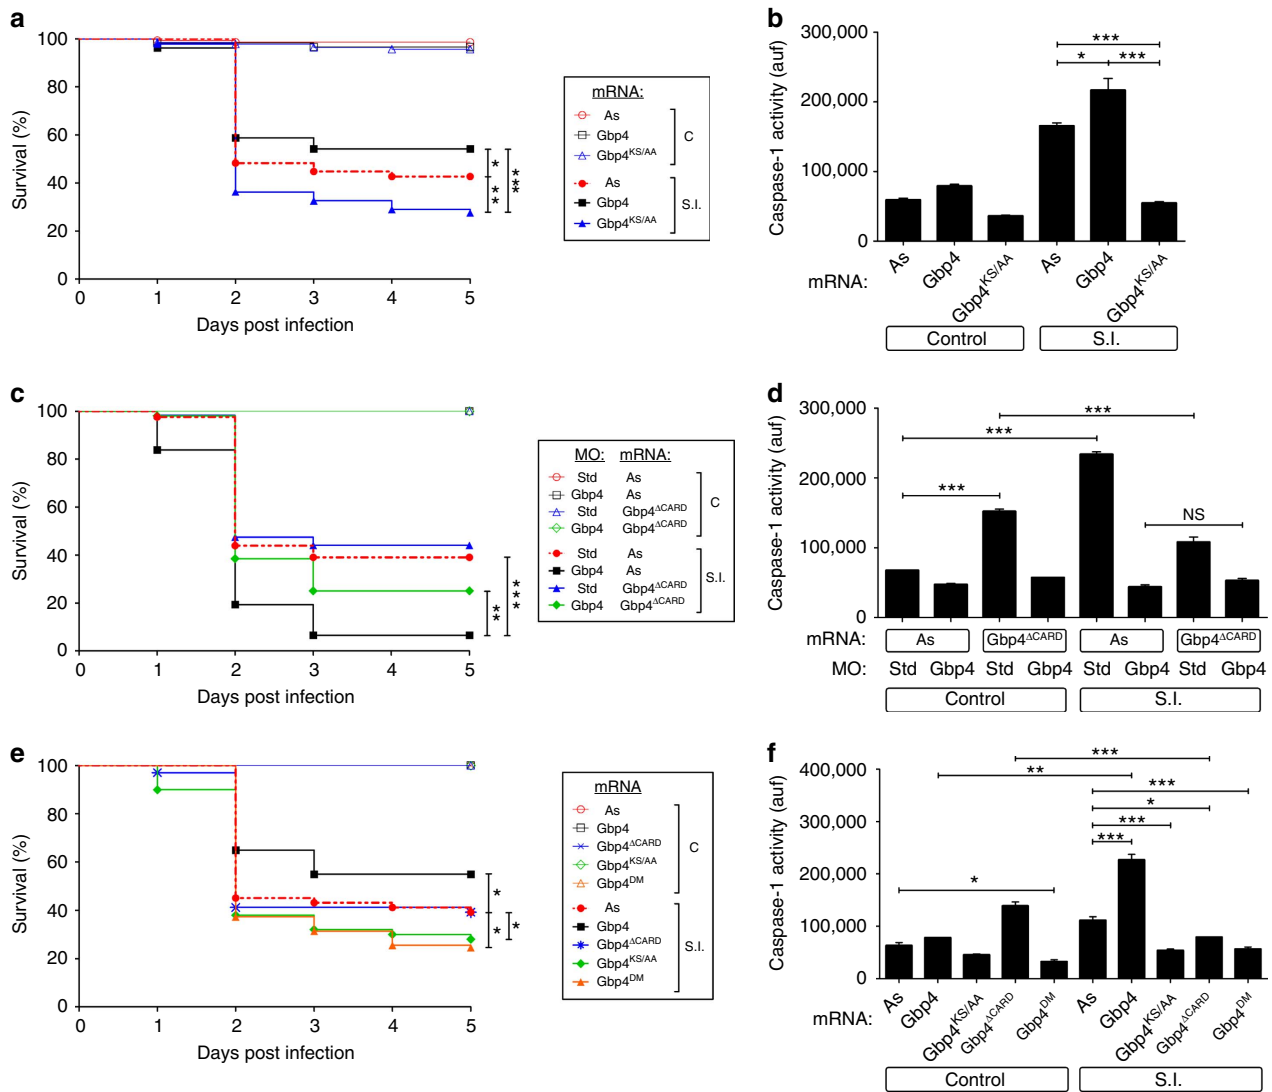 a
100
80
60
40
20
0
Survival (%)
0 1 2 3 4 5
Days post infection
* ** ***
mRNA:
As
Gbp4
Gbp4KS/AA
C
As
Gbp4
Gbp4KS/AA
S.I.
b
300,000
200,000
100,000
0
Caspase-1 activity (auf)
***
* ***
mRNA:
As Gbp4 Gbp4KS/AA As Gbp4 Gbp4KS/AA
Control S.I.
c
100
80
60
40
20
0
Survival (%)
0 1 2 3 4 5
Days post infection
** ***
MO: mRNA:
Std As
Gbp4 As
Std Gbp4ΔCARD
Gbp4 Gbp4ΔCARD
C
Std As
Gbp4 As
Std Gbp4ΔCARD
Gbp4 Gbp4ΔCARD
S.I.
d
300,000
200,000
100,000
0
Caspase-1 activity (auf)
***
***
***
NS
mRNA: As Gbp4ΔCARD As Gbp4ΔCARD
MO: Std Gbp4 Std Gbp4 Std Gbp4 Std Gbp4
Control S.I.
e
100
80
60
40
20
0
Survival (%)
0 1 2 3 4 5
Days post infection
* * *
mRNA
As
Gbp4
Gbp4ΔCARD
Gbp4KS/AA
Gbp4DM
C
As
Gbp4
Gbp4ΔCARD
Gbp4KS/AA
Gbp4DM
S.I.
f
400,000
300,000
200,000
100,000
0
Caspase-1 activity (auf)
***
**
***
*
***
***
*
mRNA:
As Gbp4 Gbp4KS/AA Gbp4ΔCARD Gbp4DM As Gbp4 Gbp4KS/AA Gbp4ΔCARD Gbp4DM
Control S.I.